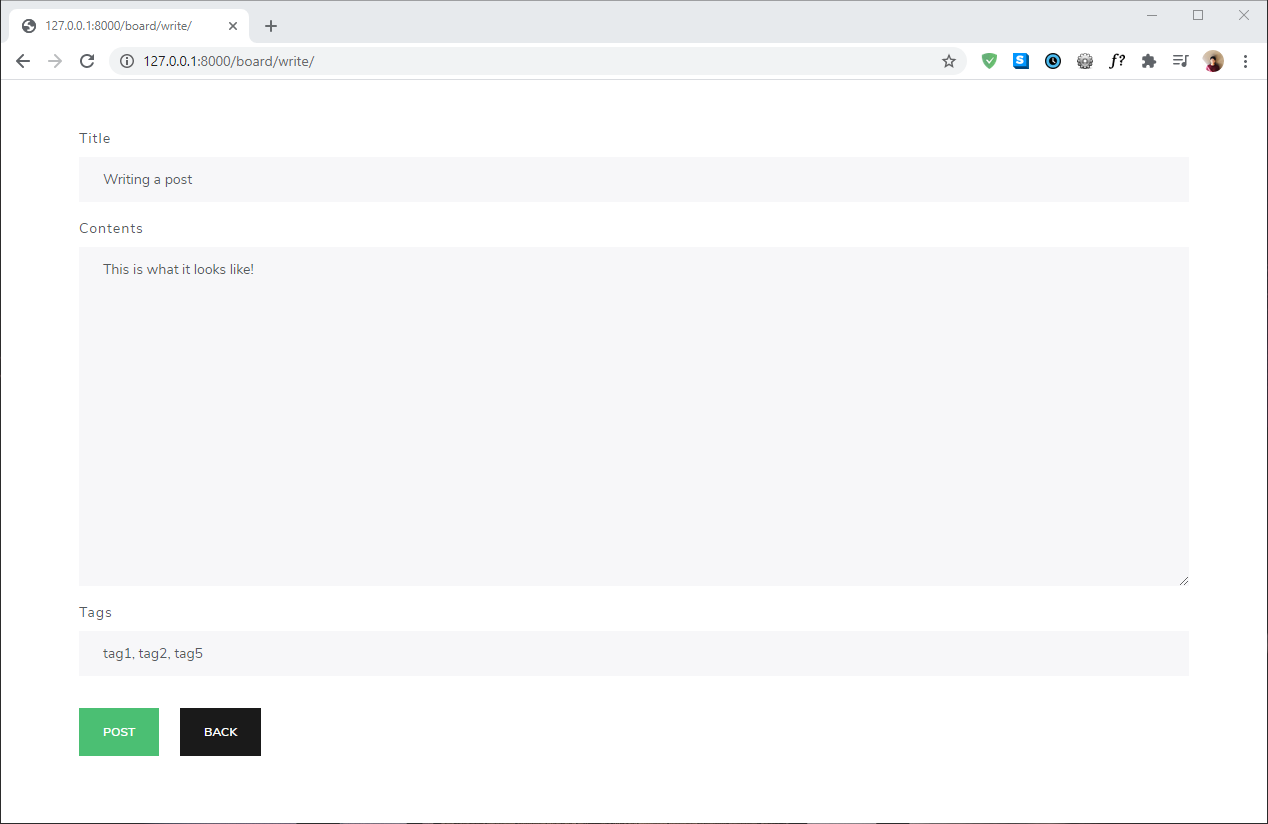 127.0.0.1:8000/board/write/
127.0.0.1:8000/board/write/
S
f?
Title
Writing a post
Contents
This is what it looks like!
Tags
tag1, tag2, tag5
POST
BACK